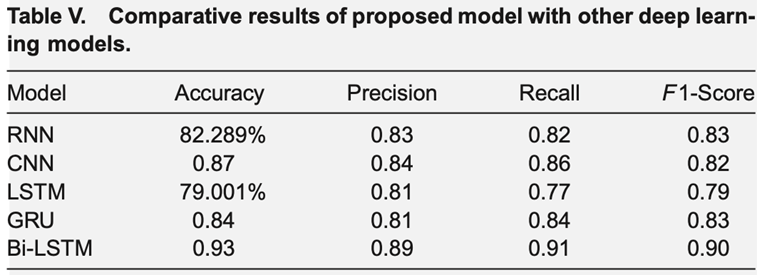 Table V. Comparative results of proposed model with other deep learn-
ing models.
Model Accuracy Precision Recall F1-Score
RNN 82.289% 0.83 0.82 0.83
CNN 0.87 0.84 0.86 0.82
LSTM 79.001% 0.81 0.77 0.79
GRU 0.84 0.81 0.84 0.83
Bi-LSTM 0.93 0.89 0.91 0.90